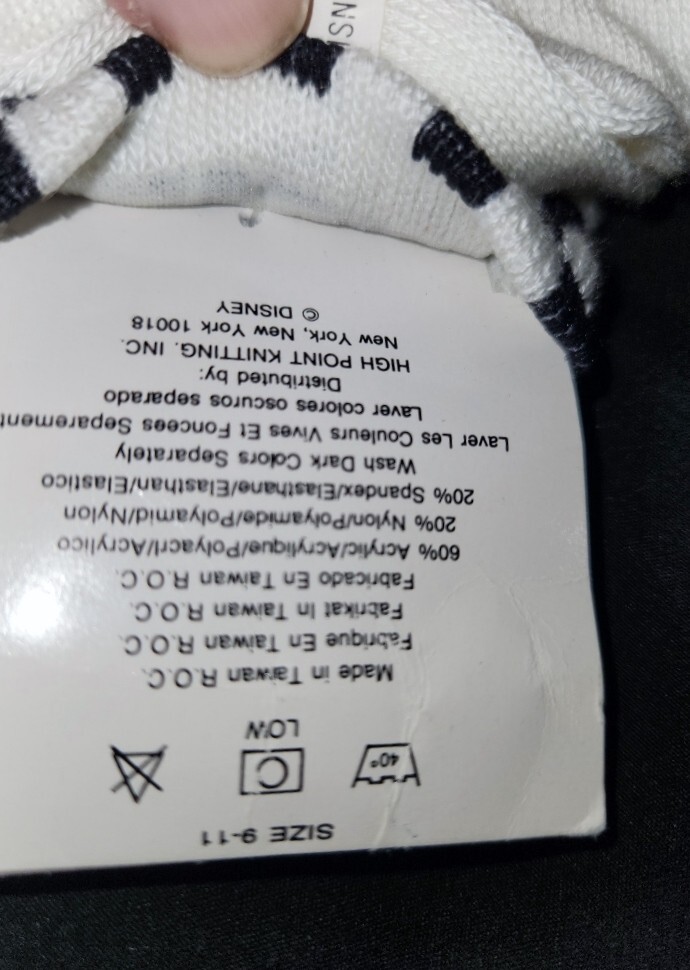 SIZE 9-11
40°
LOW
Made in Taiwan R.O.C.
Fabrique En Taiwan R.O.C.
Fabrikat In Taiwan R.O.C.
Fabricado En Taiwan R.O.C.
60% Acrylic/Acrylique/Polyacril/Acrylico
20% Nylon/Polyamide/Polyamid/Nylon
20% Spandex/Elasthane/Elasthan/Elastico
Wash Dark Colors Separately
Laver Les Couleurs Vives Et Foncees Separement
Laver colores oscuros separado
Distributed by:
HIGH POINT KNITTING, INC.
New York, New York 10018
© DISNEY